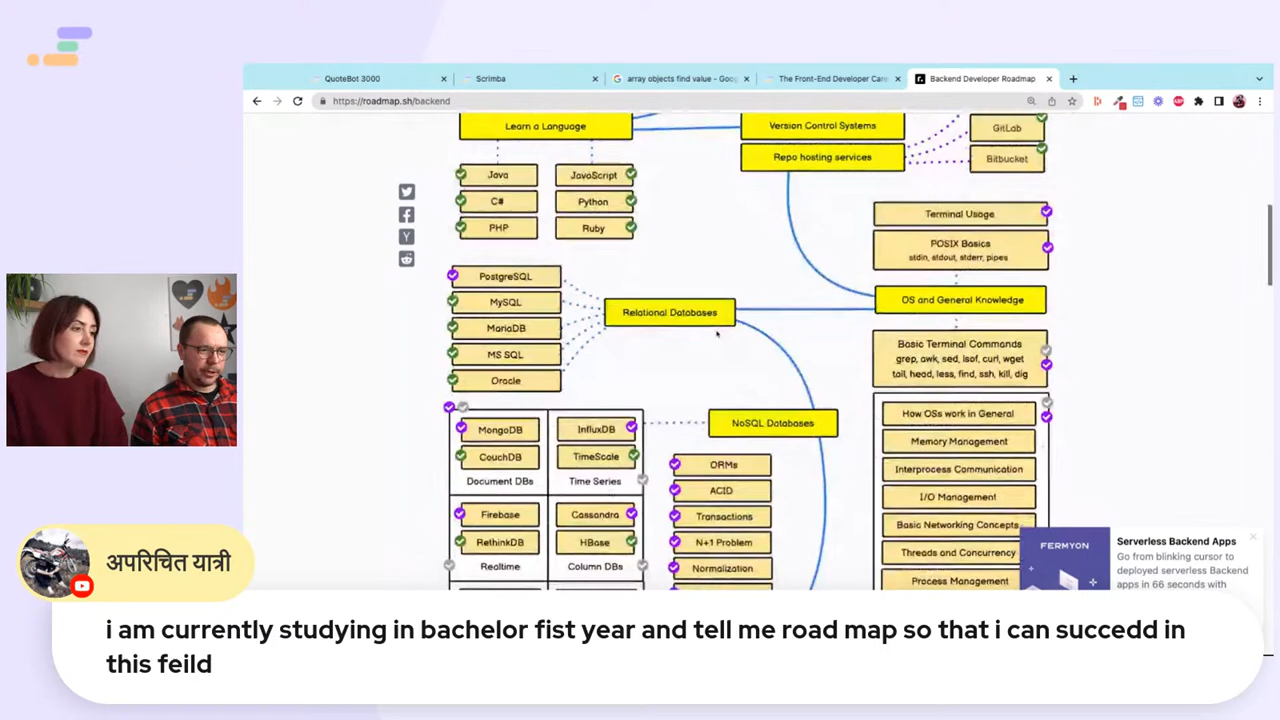 QuoteBot 3000
Scrimba
array objects find value - Goo
The Front-End Developer Care
Backend Developer Roadmap
https://roadmap.sh/backend
Learn a Language
Version Control Systems
GitLab
Repo hosting services
Bitbucket
Java
JavaScript
C#
Python
PHP
Ruby
Terminal Usage
POSIX Basics
stdin, stdout, stderr, pipes
PostgreSQL
MySQL
MariaDB
MS SQL
Oracle
Relational Databases
OS and General Knowledge
Basic Terminal Commands
grep, awk, sed, lsof, curl, wget
tail, head, less, find, ssh, kill, dig
MongoDB
InfluxDB
CouchDB
TimeScale
Document DBs
Time Series
Firebase
Cassandra
RethinkDB
HBase
Realtime
Column DBs
NoSQL Databases
ORMs
ACID
Transactions
N+1 Problem
Normalization
How OSs work in General
Memory Management
Interprocess Communication
I/O Management
Basic Networking Concepts
Threads and Concurrency
Process Management
FERMYON
Serverless Backend Apps
Go from blinking cursor to
deployed serverless Backend
apps in 66 seconds with
अपरिचित यात्री
i am currently studying in bachelor fist year and tell me road map so that i can succedd in
this feild